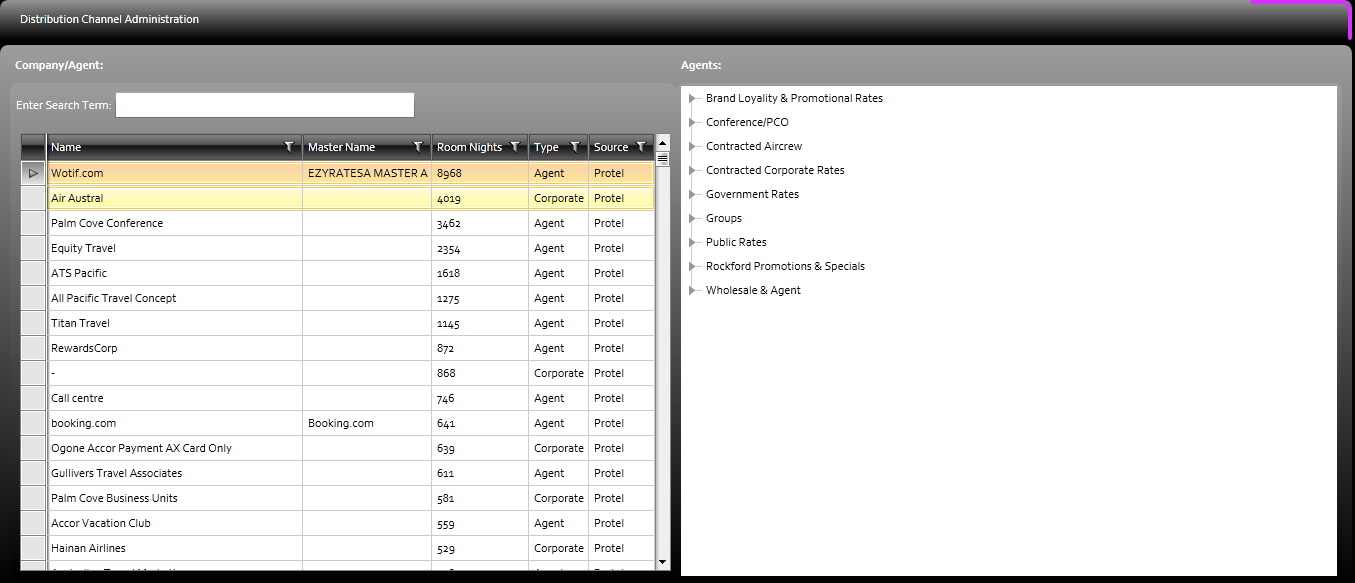 Distribution Channel Administration
Company/Agent:
Enter Search Term:
Name Master Name Room Nights Type Source
Wotif.com EZYRATESA MASTER A 8968 Agent Protel
Air Austral 4019 Corporate Protel
Palm Cove Conference 3462 Agent Protel
Equity Travel 2354 Agent Protel
ATS Pacific 1618 Agent Protel
All Pacific Travel Concept 1275 Agent Protel
Titan Travel 1145 Agent Protel
RewardsCorp 872 Agent Protel
- 868 Corporate Protel
Call centre 746 Agent Protel
booking.com Booking.com 641 Agent Protel
Ogone Accor Payment AX Card Only 639 Corporate Protel
Gullivers Travel Associates 611 Agent Protel
Palm Cove Business Units 581 Corporate Protel
Accor Vacation Club 559 Agent Protel
Hainan Airlines 529 Corporate Protel
Agents:
Brand Loyality & Promotional Rates
Conference/PCO
Contracted Aircrew
Contracted Corporate Rates
Government Rates
Groups
Public Rates
Rockford Promotions & Specials
Wholesale & Agent